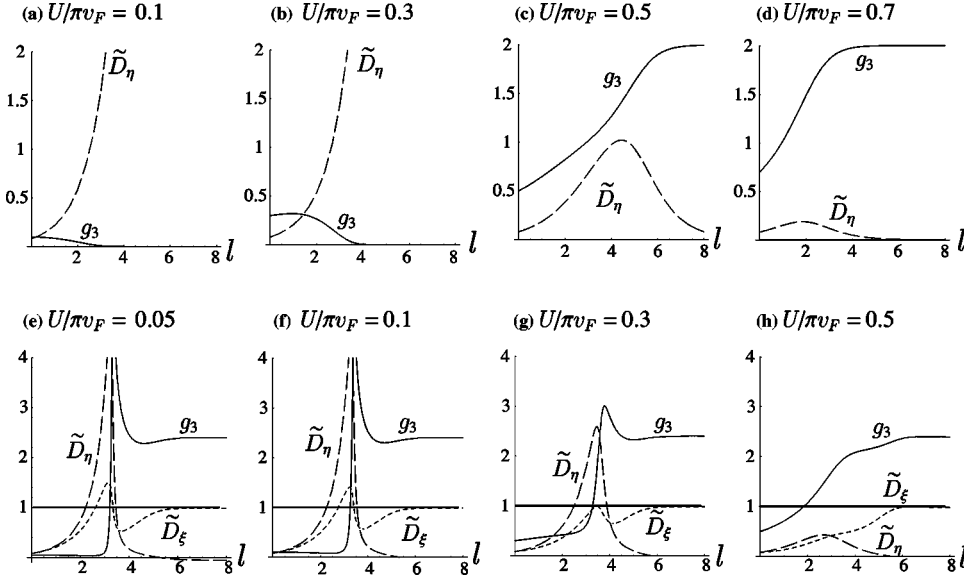 (a) U/πv_F = 0.1 (b) U/πv_F = 0.3 (c) U/πv_F = 0.5 (d) U/πv_F = 0.7
2 D̃_η 2 D̃_η 2 g_3 2 g_3
1.5 1.5 1.5 1.5
1 1 1 1
0.5 g_3 0.5 g_3 0.5 D̃_η 0.5 D̃_η
2 4 6 8 l 2 4 6 8 l 2 4 6 8 l 2 4 6 8 l
(e) U/πv_F = 0.05 (f) U/πv_F = 0.1 (g) U/πv_F = 0.3 (h) U/πv_F = 0.5
4 4 4 4
3 3 3 3
D̃_η g_3 D̃_η g_3 D̃_η g_3 g_3
2 2 2 2
1 D̃_ξ 1 D̃_ξ 1 D̃_ξ 1 D̃_ξ
D̃_η
2 4 6 8 l 2 4 6 8 l 2 4 6 8 l 2 4 6 8 l